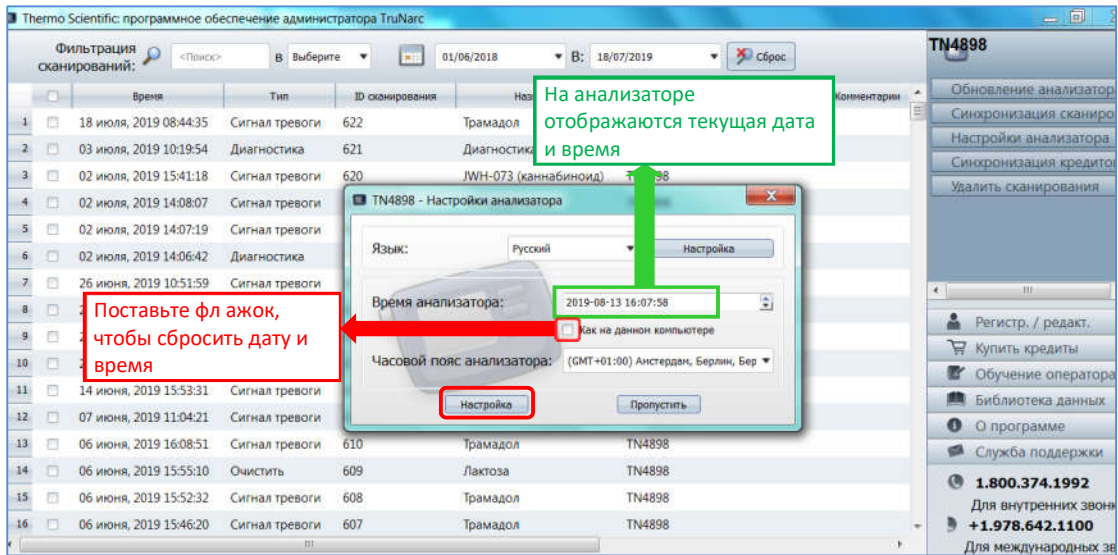 Thermo Scientific: программное обеспечение администратора TruNarc
Фильтрация
сканирований:
<Поиск>
в Выберите
01/06/2018
В: 18/07/2019
Сброс
Время Тип ID сканирования Комментарии
1 18 июля, 2019 08:44:35 Сигнал тревоги 622 Трамадол
2 03 июля, 2019 10:19:54 Диагностика 621 Диагностика
3 02 июля, 2019 15:41:18 Сигнал тревоги 620 JWH-073 (каннабиноид)
4 02 июля, 2019 14:08:07 Сигнал тревоги
5 02 июля, 2019 14:07:19 Сигнал тревоги
6 02 июля, 2019 14:06:42 Диагностика
7 26 июня, 2019 10:51:59 Сигнал тревоги
8
9
10
11 14 июня, 2019 15:53:31 Сигнал тревоги
12 07 июня, 2019 11:04:21 Сигнал тревоги
13 06 июня, 2019 16:08:51 Сигнал тревоги 610 Трамадол TN4898
14 06 июня, 2019 15:55:10 Очистить 609 Лактоза TN4898
15 06 июня, 2019 15:52:32 Сигнал тревоги 608 Трамадол TN4898
16 06 июня, 2019 15:46:20 Сигнал тревоги 607 Трамадол TN4898
На анализаторе
отображаются текущая дата
и время
Поставьте фл ажок,
чтобы сбросить дату и
время
TN4898 - Настройки анализатора
Язык: Русский Настройка
Время анализатора: 2019-08-13 16:07:58
Как на данном компьютере
Часовой пояс анализатора: (GMT+01:00) Амстердам, Берлин, Бер
Настройка Пропустить
TN4898
Обновление анализатор
Синхронизация сканиро
Настройки анализатора
Синхронизация кредито
Удалить сканирования
Регистр. / редакт.
Купить кредиты
Обучение оператора
Библиотека данных
О программе
Служба поддержки
1.800.374.1992
Для внутренних звон
+1.978.642.1100
Для международных зв